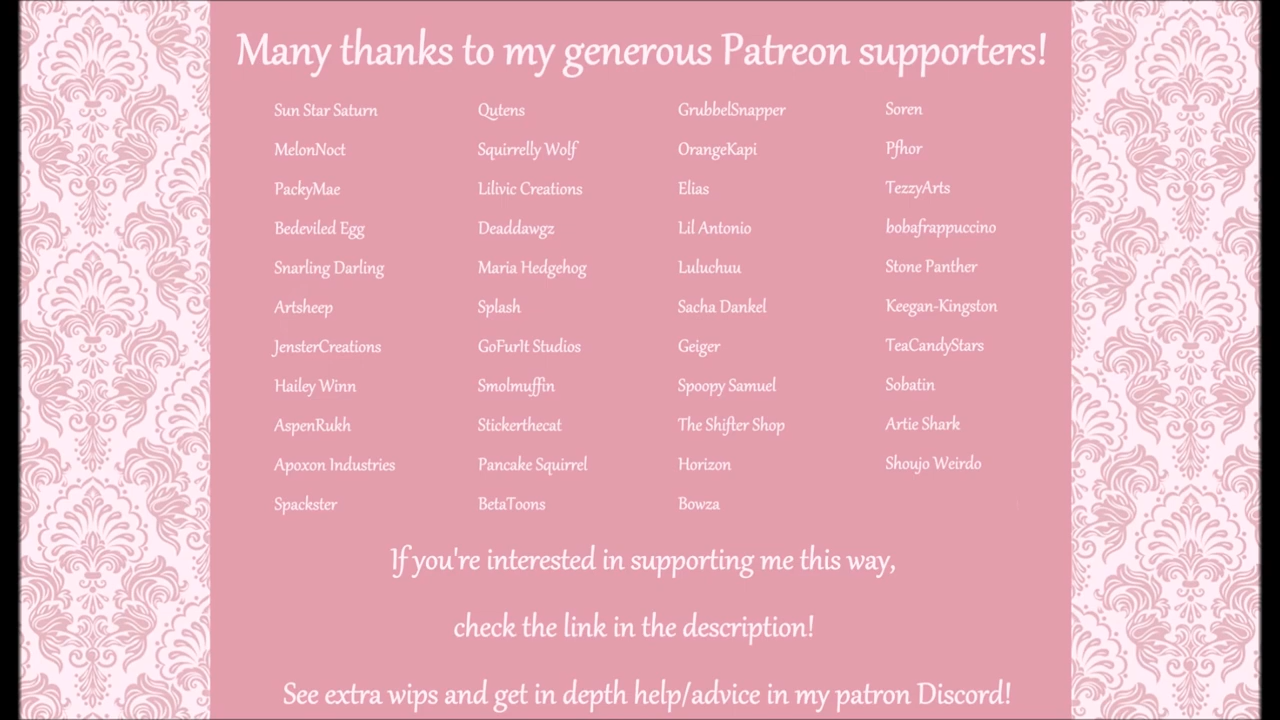 Many thanks to my generous Patreon supporters!
Sun Star Saturn
MelonNoct
PackyMae
Bedeviled Egg
Snarling Darling
Artsheep
JensterCreations
Hailey Winn
AspenRukh
Apoxon Industries
Spackster
Qutens
Squirrelly Wolf
Lilivic Creations
Deaddawgz
Maria Hedgehog
Splash
GoFurIt Studios
Smolmuffin
Stickerthecat
Pancake Squirrel
BetaToons
GrubbelSnapper
OrangeKapi
Elias
Lil Antonio
Luluchuu
Sacha Dankel
Geiger
Spoopy Samuel
The Shifter Shop
Horizon
Bowza
Soren
Pfhor
TezzyArts
bobafrappuccino
Stone Panther
Keegan-Kingston
TeaCandyStars
Sobatin
Artie Shark
Shoujo Weirdo
If you're interested in supporting me this way,
check the link in the description!
See extra wips and get in depth help/advice in my patron Discord!